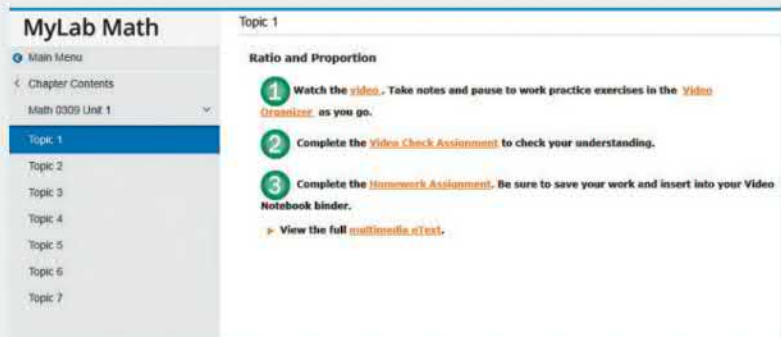 MyLab Math
Main Menu
Chapter Contents
Math 0309 Unit 1
Topic 1
Topic 2
Topic 3
Topic 4
Topic 5
Topic 6
Topic 7
Topic 1
Ratio and Proportion
1 Watch the video. Take notes and pause to work practice exercises in the Video
Organizer as you go.
2 Complete the Video Check Assignment to check your understanding.
3 Complete the Homework Assignment. Be sure to save your work and insert into your Video
Notebook binder.
View the full multimedia eText.